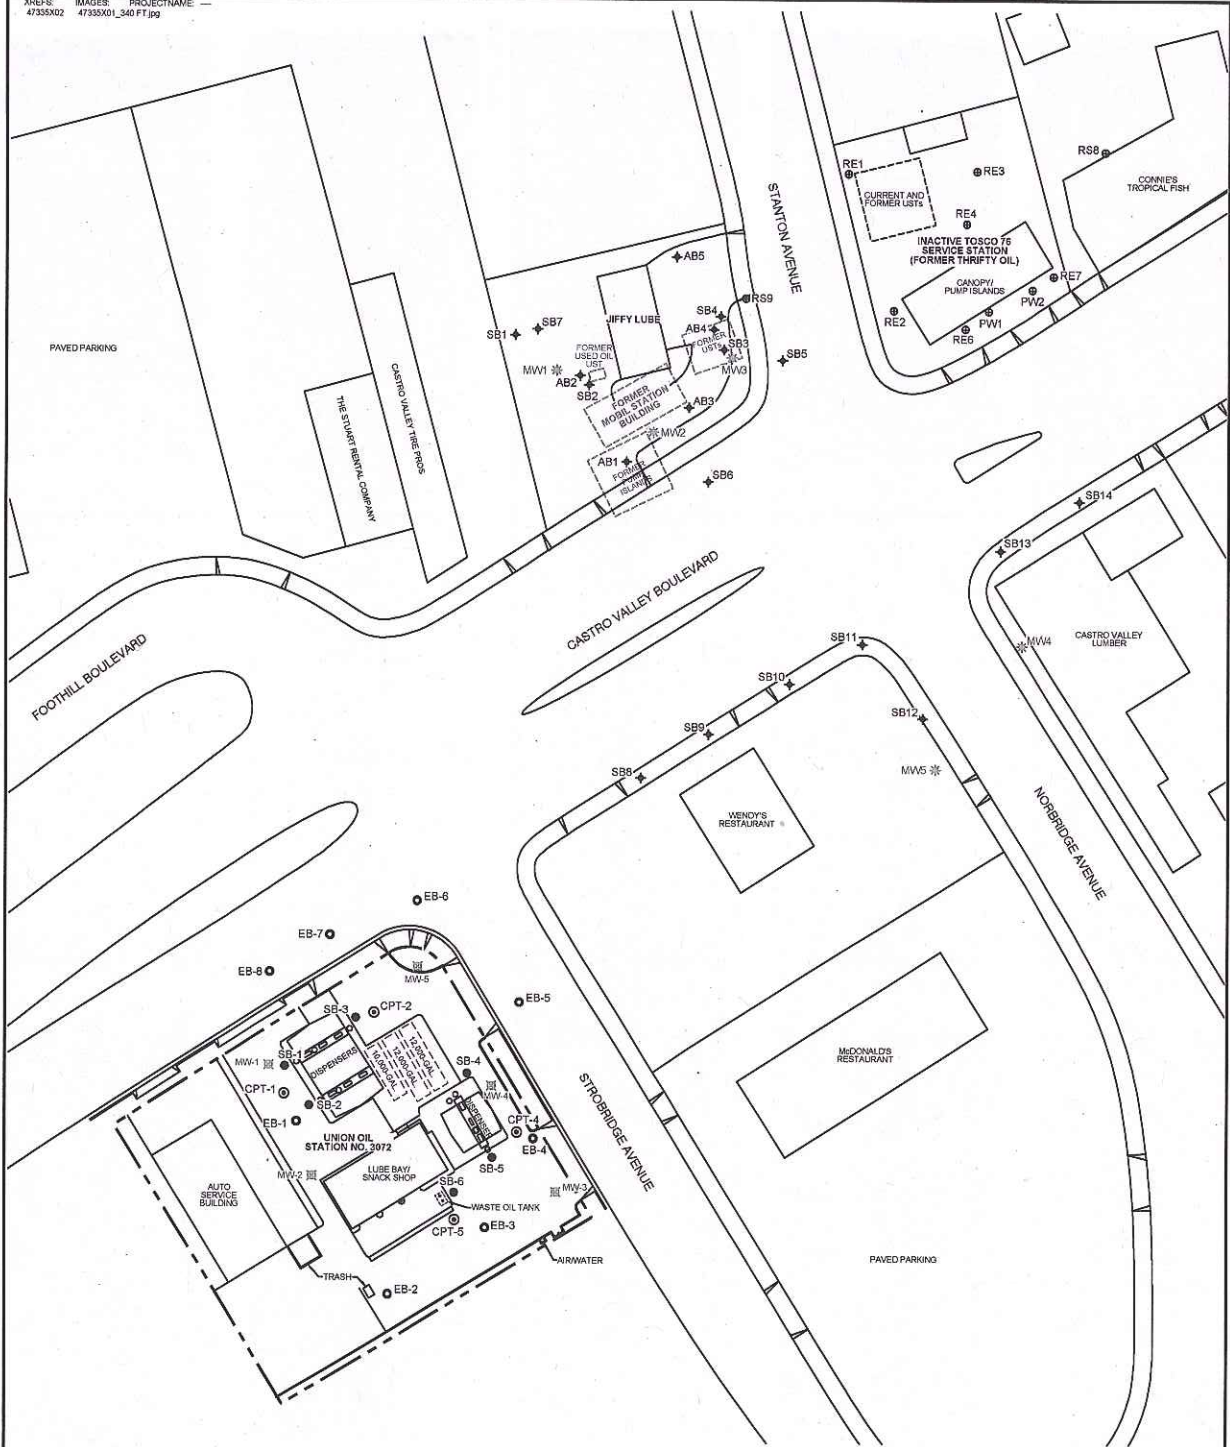 XREFS: IMAGES: PROJECTNAME: ---
47335X02 47335X01_340 FT.jpg
STANTON AVENUE
RE1
RE3
RS8
CONNIE'S
TROPICAL FISH
CURRENT AND
FORMER USTs
RE4
INACTIVE TOSCO 76
SERVICE STATION
(FORMER THRIFTY OIL)
CANOPY/
PUMP ISLANDS
RE7
PW2
PW1
RE2
RE6
AB5
RS9
SB4
AB4
FORMER
USTs
SB3
MW3
SB5
JIFFY LUBE
SB7
SB1
FORMER
USED OIL
UST
MW1
AB2
SB2
FORMER
MOBIL STATION
BUILDING
AB3
MW2
AB1
FORMER
PUMP
ISLANDS
SB6
PAVED PARKING
CASTRO VALLEY TIRE PROS
THE STUART RENTAL COMPANY
SB14
SB13
MW4
CASTRO VALLEY
LUMBER
CASTRO VALLEY BOULEVARD
FOOTHILL BOULEVARD
SB11
SB10
SB12
SB9
SB8
MW5
WENDY'S
RESTAURANT
NORBRIDGE AVENUE
EB-6
EB-7
EB-8
MW-5
EB-5
SB-3
CPT-2
SB-1
MW-1
DISPENSERS
10,000-GAL.
12,000-GAL.
12,000-GAL.
SB-4
CPT-1
MW-4
SB-2
DISPENSER
CPT-4
EB-1
EB-4
UNION OIL
STATION NO. 3072
McDONALD'S
RESTAURANT
STROBRIDGE AVENUE
MW-2
LUBE BAY/
SNACK SHOP
SB-5
SB-6
MW-3
AUTO
SERVICE
BUILDING
WASTE OIL TANK
CPT-5
EB-3
AIR/WATER
PAVED PARKING
TRASH
EB-2